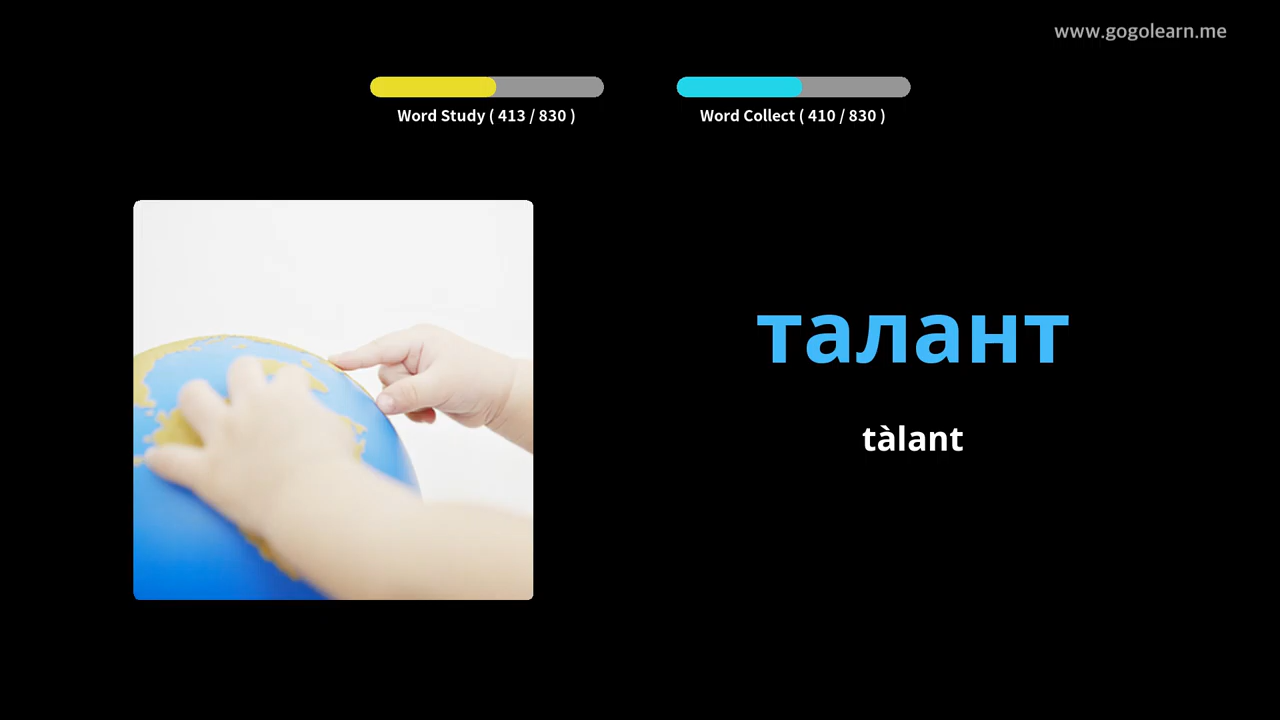 www.gogolearn.me
Word Study ( 413 / 830 )
Word Collect ( 410 / 830 )
талант
tàlant